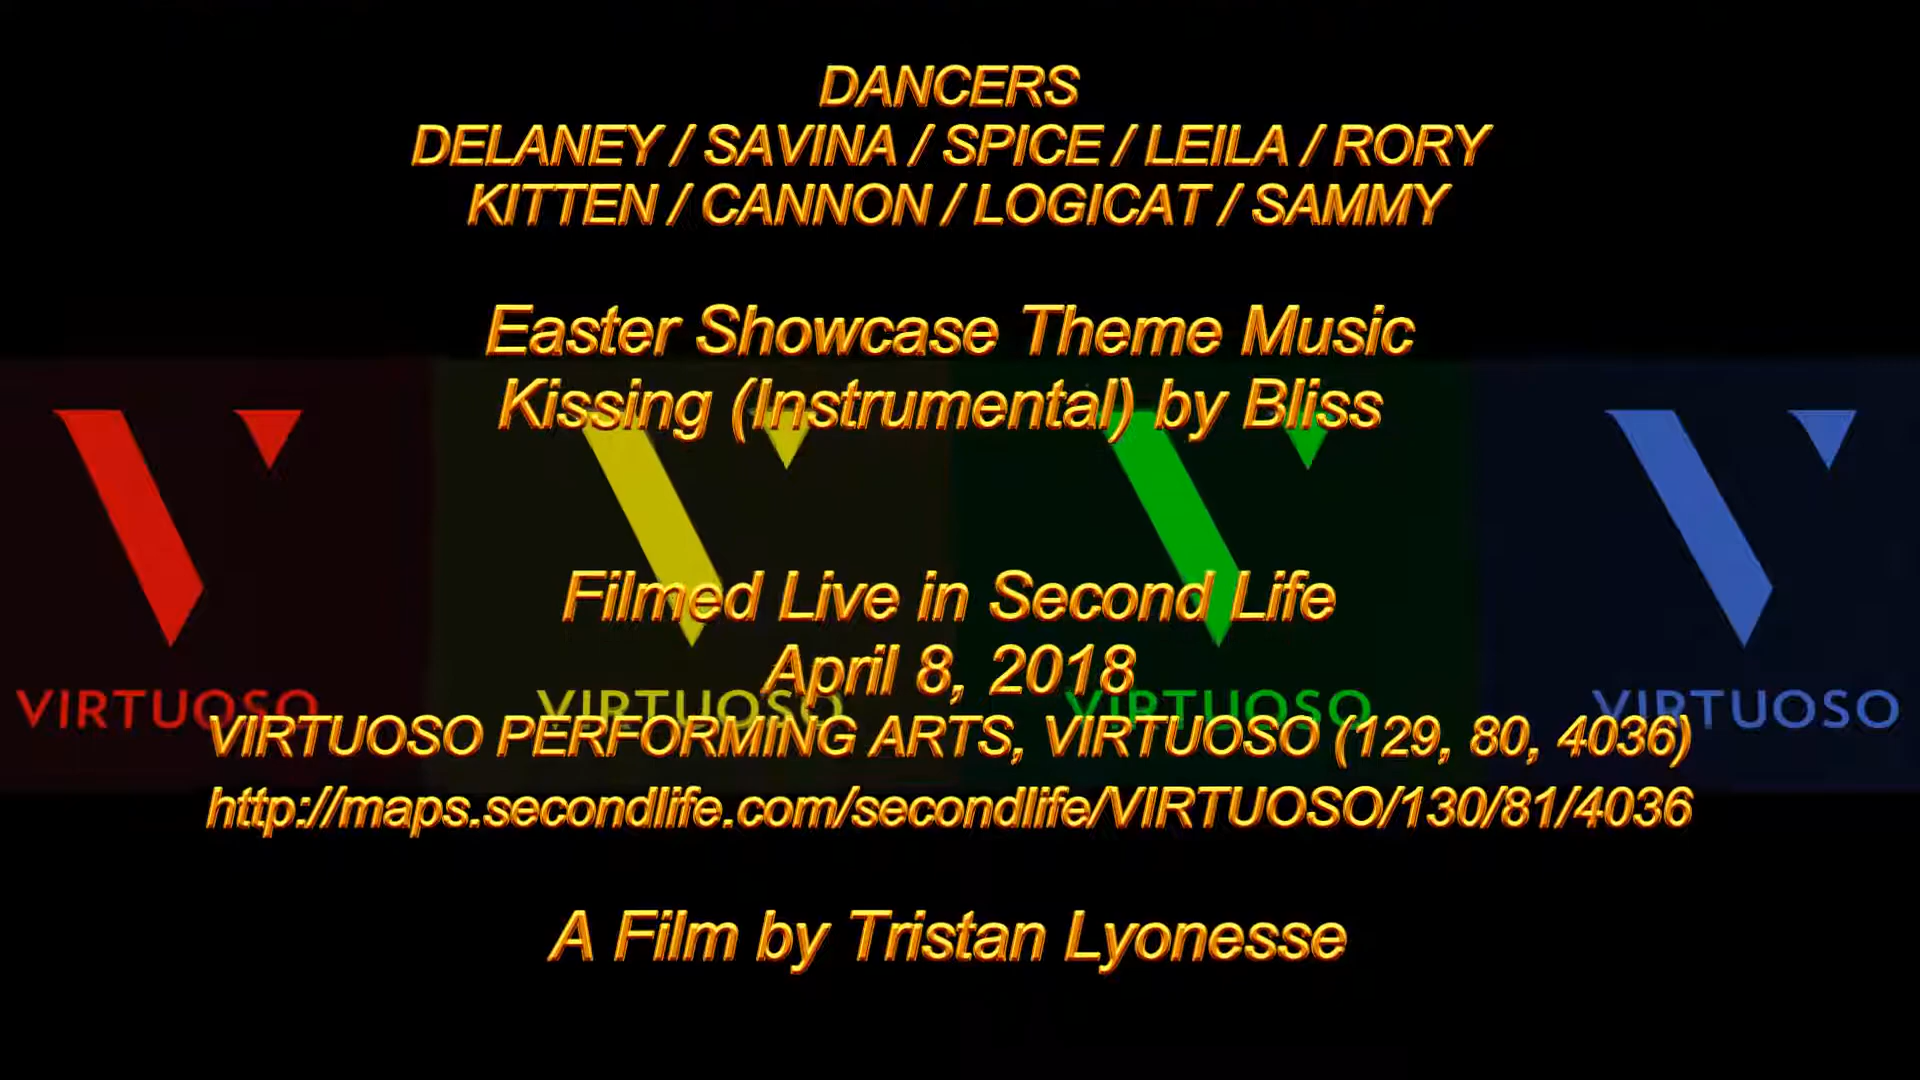 DANCERS
DELANEY / SAVINA / SPICE / LEILA / RORY
KITTEN / CANNON / LOGICAT / SAMMY
Easter Showcase Theme Music
Kissing (Instrumental) by Bliss
Filmed Live in Second Life
April 8, 2018
VIRTUOSO VIRTUOSO VIRTUOSO VIRTUOSO
VIRTUOSO PERFORMING ARTS, VIRTUOSO (129, 80, 4036)
http://maps.secondlife.com/secondlife/VIRTUOSO/130/81/4036
A Film by Tristan Lyonesse